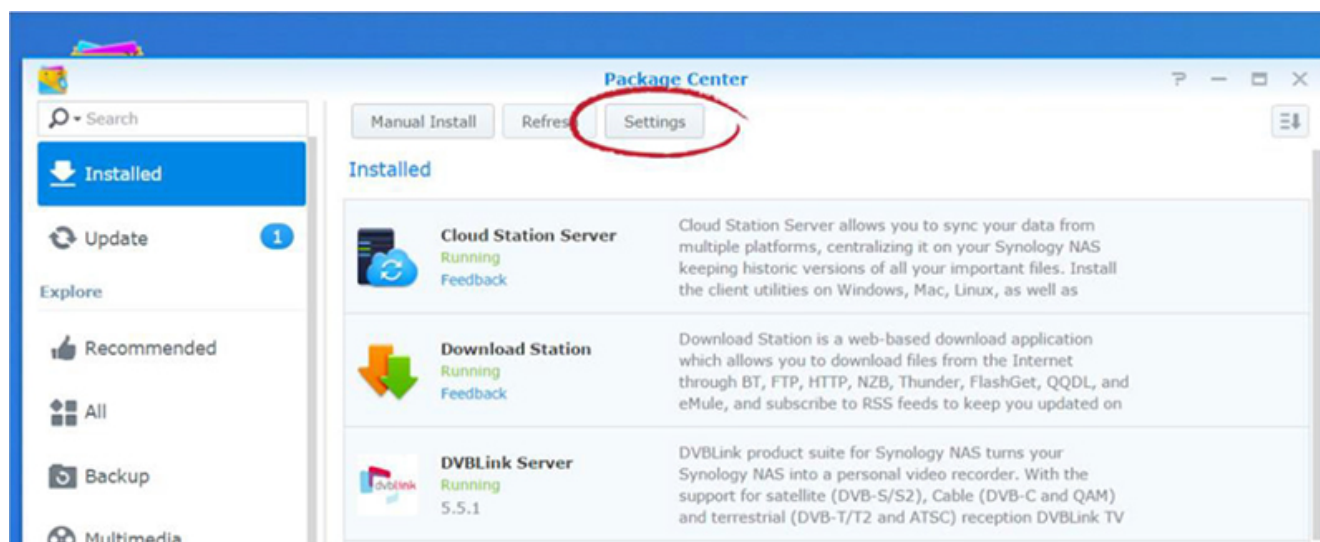 Package Center
Search
Manual Install
Refresh
Settings
Installed
Update
1
Explore
Recommended
All
Backup
Multimedia
Installed
Cloud Station Server
Running
Feedback
Cloud Station Server allows you to sync your data from
multiple platforms, centralizing it on your Synology NAS
keeping historic versions of all your important files. Install
the client utilities on Windows, Mac, Linux, as well as
Download Station
Running
Feedback
Download Station is a web-based download application
which allows you to download files from the Internet
through BT, FTP, HTTP, NZB, Thunder, FlashGet, QQDL, and
eMule, and subscribe to RSS feeds to keep you updated on
dvblink
DVBLink Server
Running
5.5.1
DVBLink product suite for Synology NAS turns your
Synology NAS into a personal video recorder. With the
support for satellite (DVB-S/S2), Cable (DVB-C and QAM)
and terrestrial (DVB-T/T2 and ATSC) reception DVBLink TV